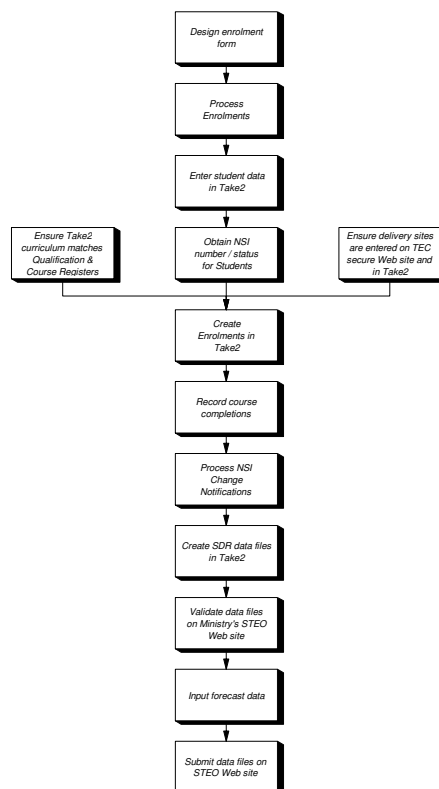 Design enrolment
form
Process
Enrolments
Enter student data
in Take2
Ensure Take2
curriculum matches
Qualification &
Course Registers
Obtain NSI
number / status
for Students
Ensure delivery sites
are entered on TEC
secure Web site and
in Take2
Create
Enrolments in
Take2
Record course
completions
Process NSI
Change
Notifications
Create SDR data files
in Take2
Validate data files
on Ministry's STEO
Web site
Input forecast data
Submit data files on
STEO Web site